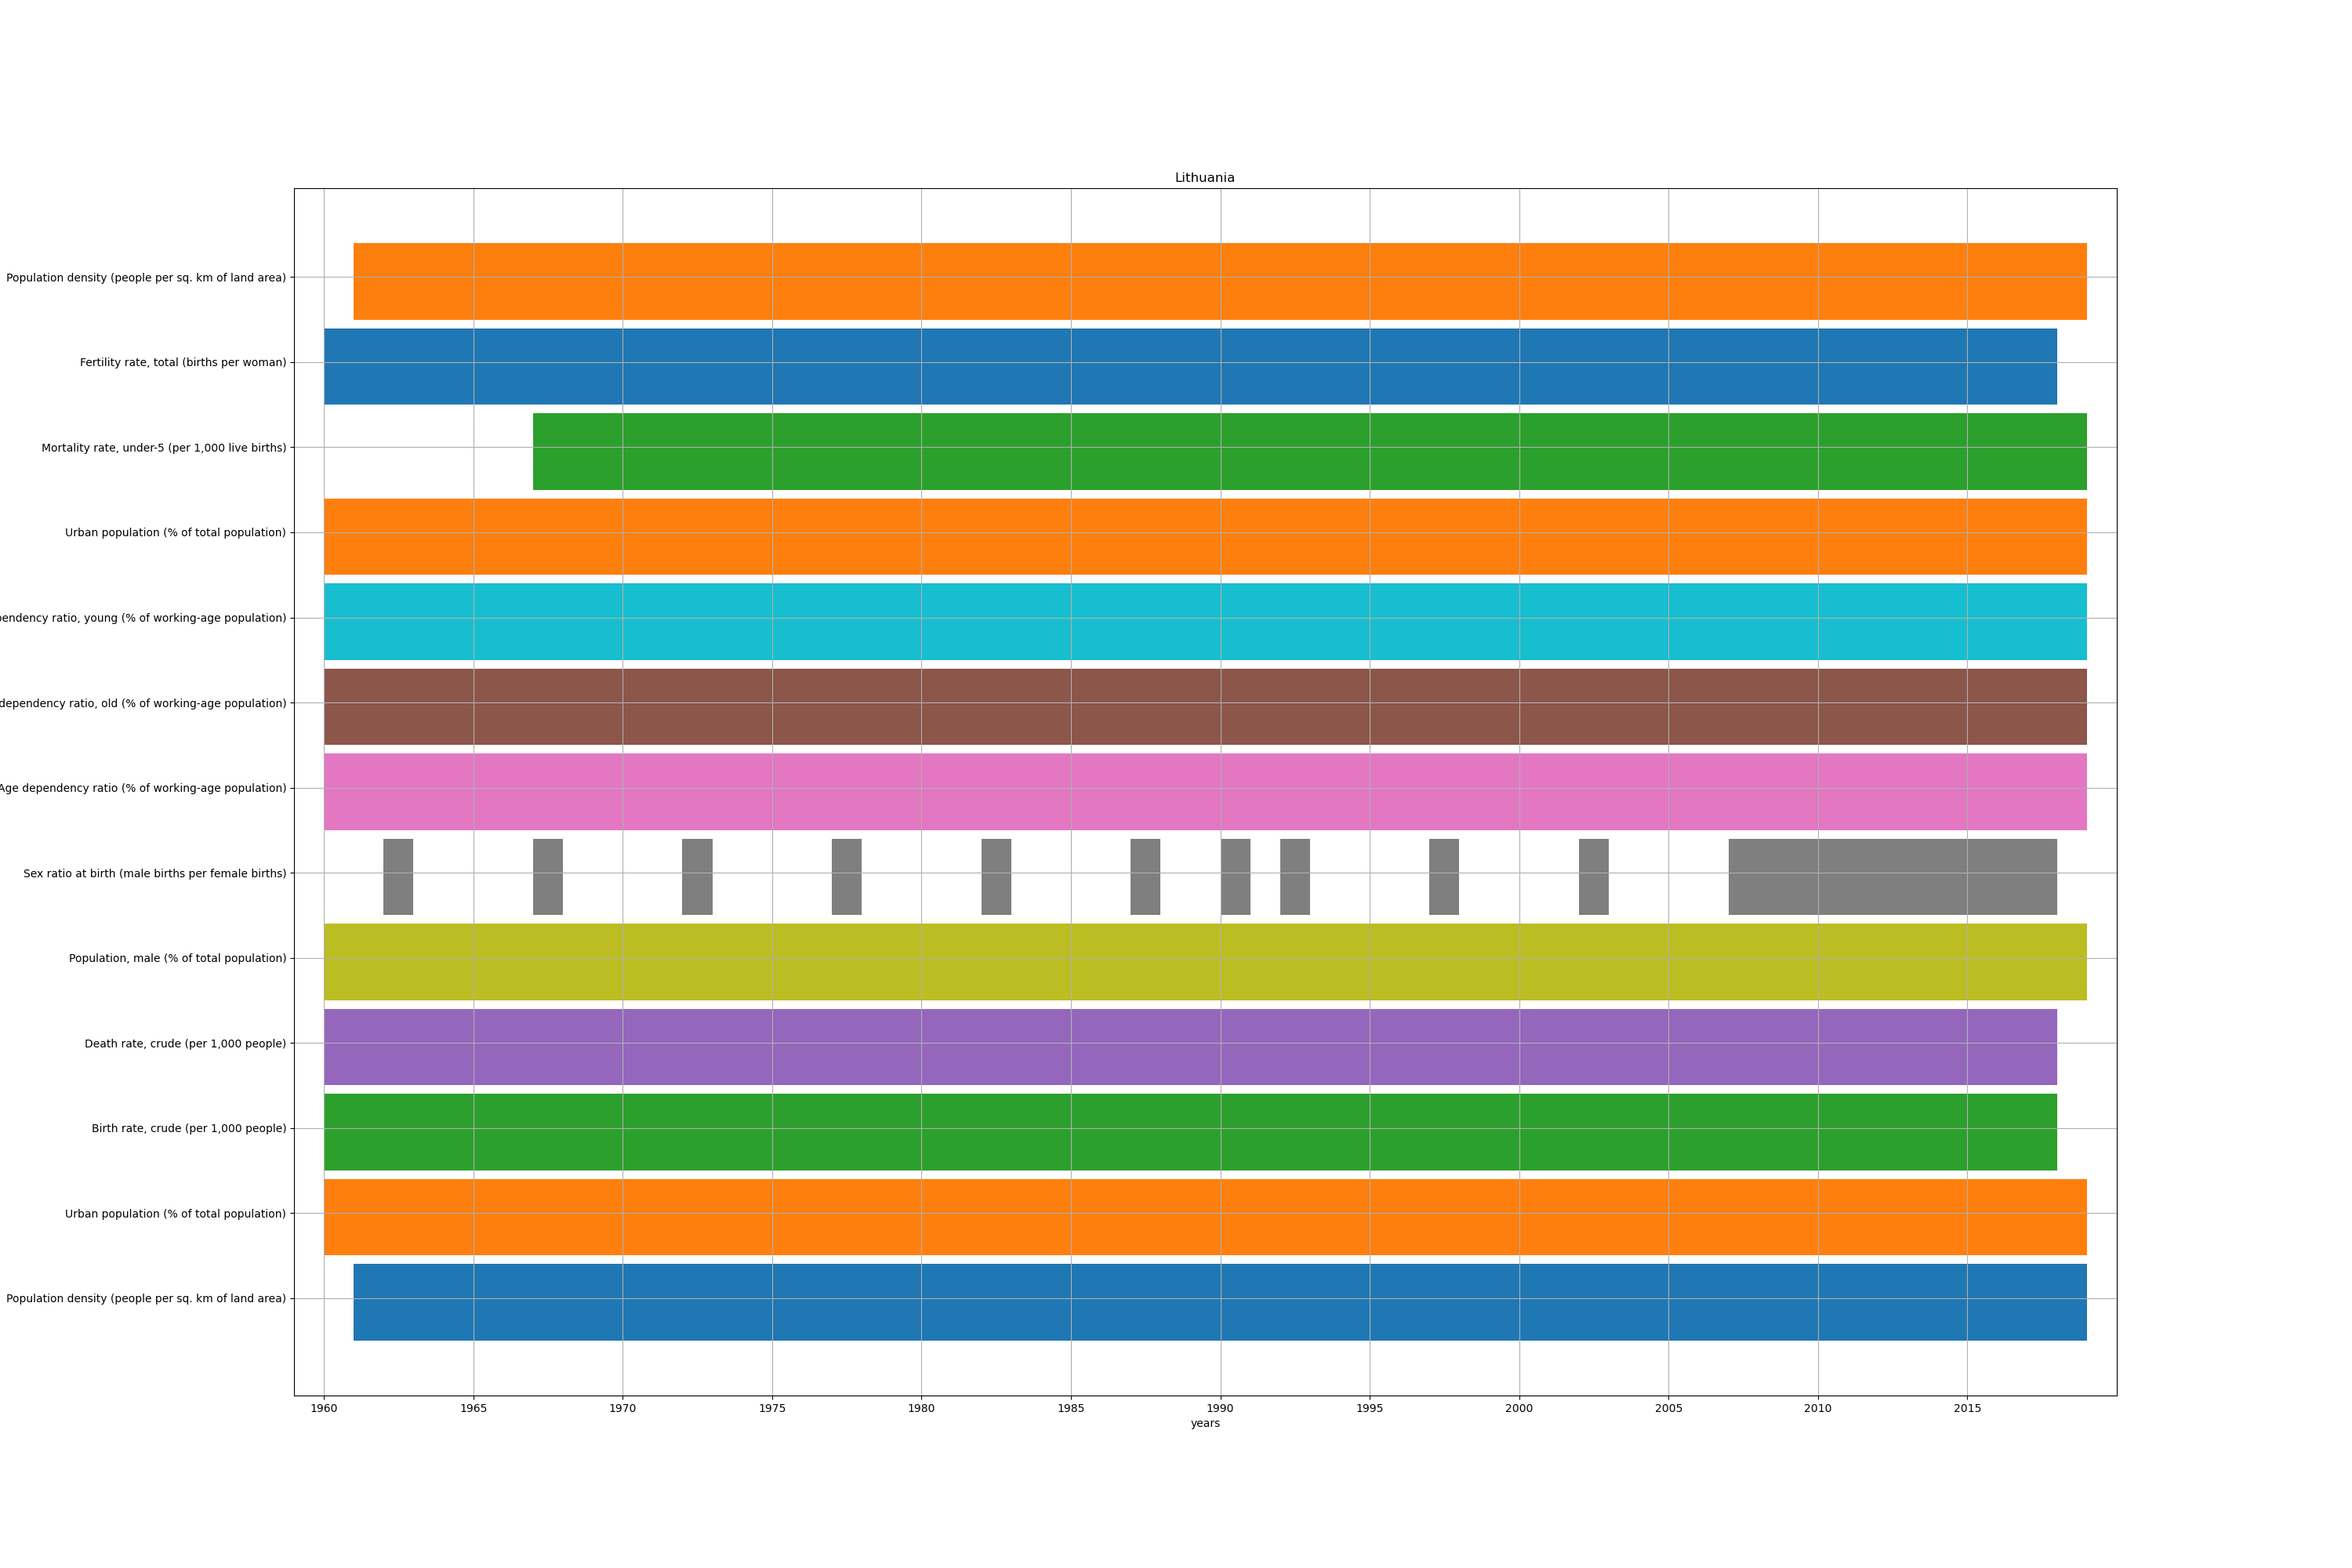 Lithuania
Population density (people per sq. km of land area)
Fertility rate, total (births per woman)
Mortality rate, under-5 (per 1,000 live births)
Urban population (% of total population)
ratio, young (% of working-age population)
dependency ratio, old (% of working-age population)
Age dependency ratio (% of working-age population)
Sex ratio at birth (male births per female births)
Population, male (% of total population)
Death rate, crude (per 1,000 people)
Birth rate, crude (per 1,000 people)
Urban population (% of total population)
Population density (people per sq. km of land area)
1960 1965 1970 1975 1980 1985 1990 1995 2000 2005 2010 2015
years